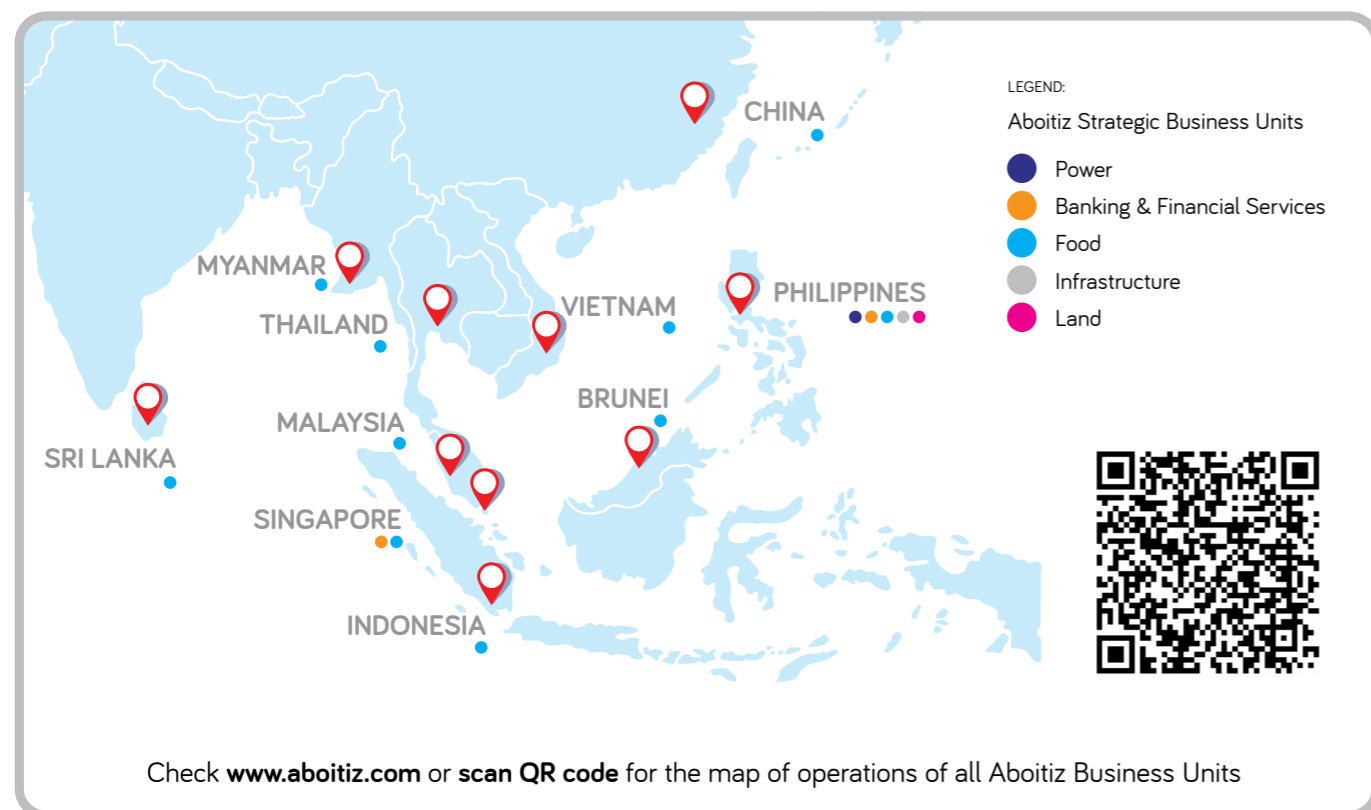 CHINA
MYANMAR
THAILAND
VIETNAM
PHILIPPINES
BRUNEI
MALAYSIA
SRI LANKA
SINGAPORE
INDONESIA
LEGEND:
Aboitiz Strategic Business Units
Power
Banking & Financial Services
Food
Infrastructure
Land
Check www.aboitiz.com or scan QR code for the map of operations of all Aboitiz Business Units